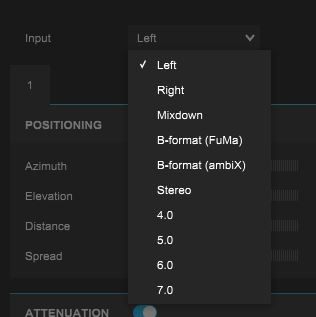 Input Left
1
✓ Left
Right
Mixdown
B-format (FuMa)
B-format (ambiX)
Stereo
4.0
5.0
6.0
7.0
POSITIONING
Azimuth
Elevation
Distance
Spread
ATTENUATION